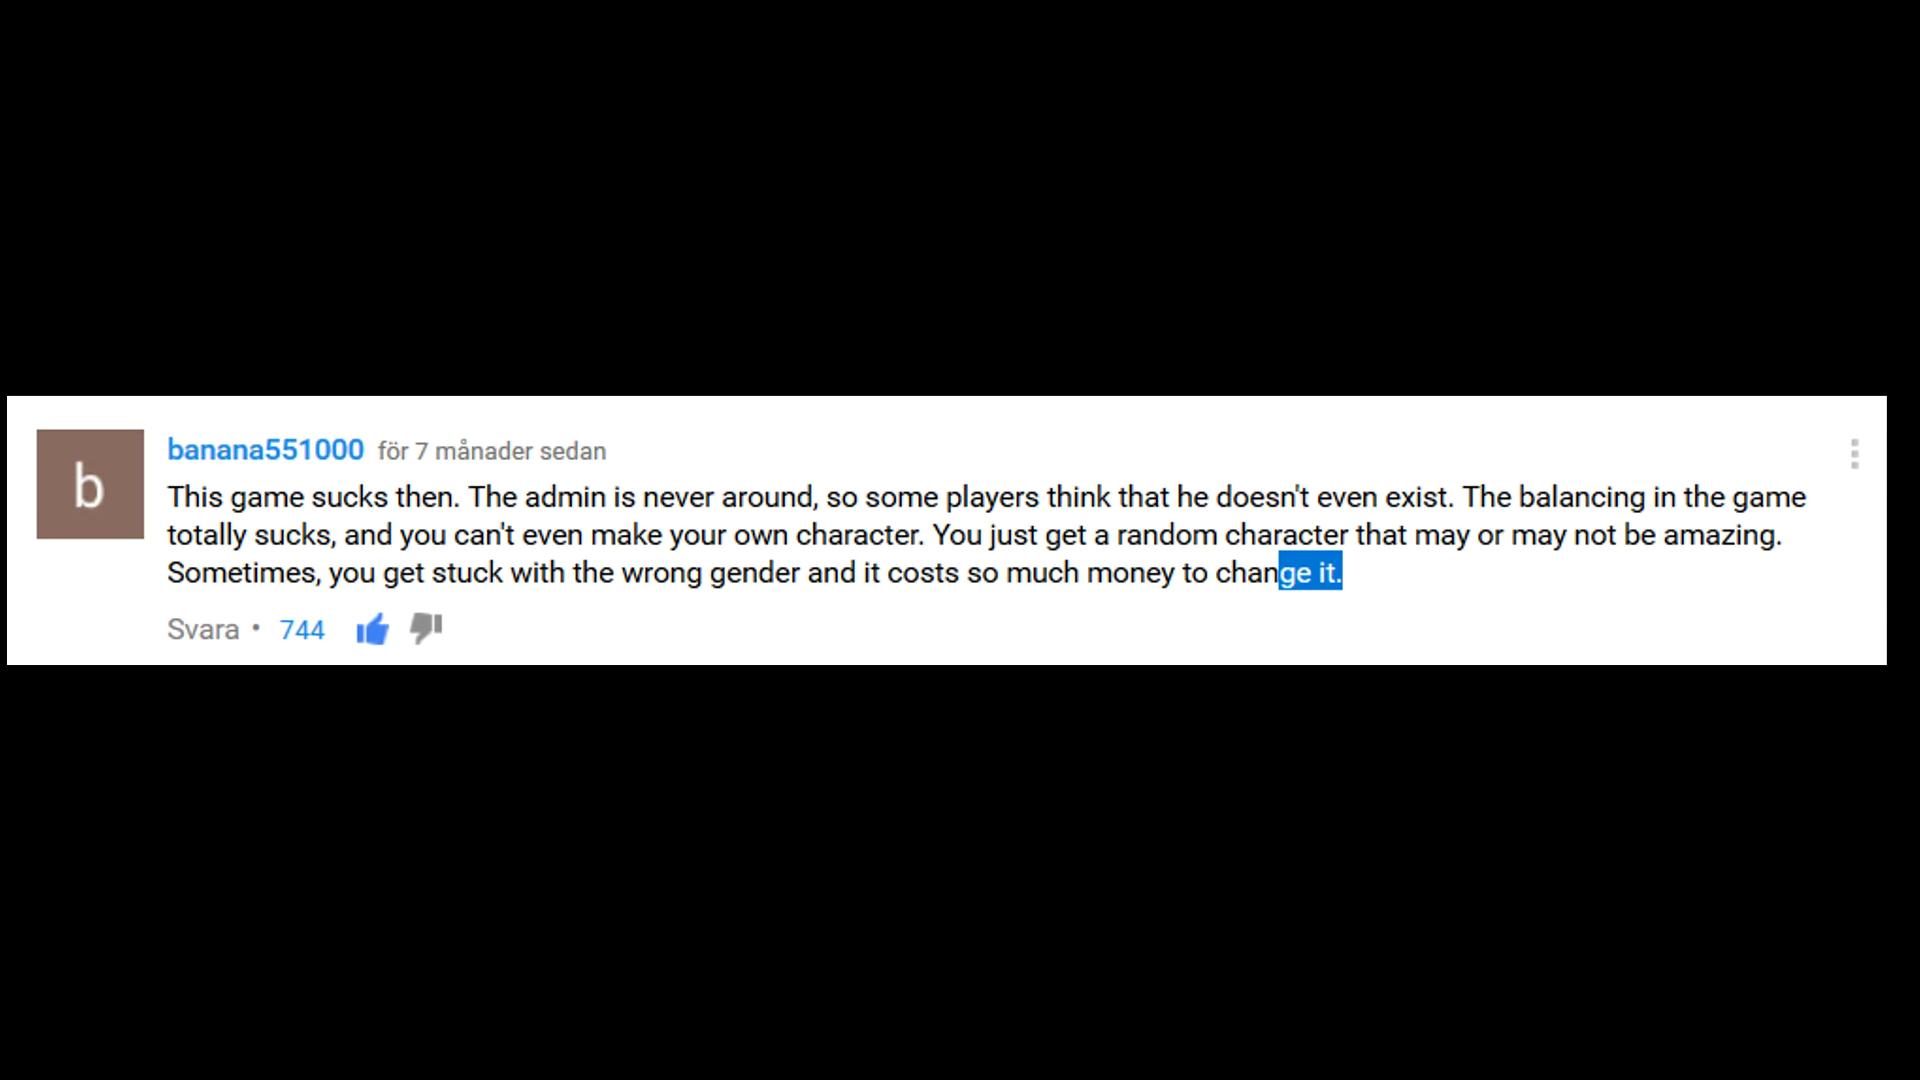 b
banana551000 för 7 månader sedan
This game sucks then. The admin is never around, so some players think that he doesn't even exist. The balancing in the game
totally sucks, and you can't even make your own character. You just get a random character that may or may not be amazing.
Sometimes, you get stuck with the wrong gender and it costs so much money to change it.
Svara • 744